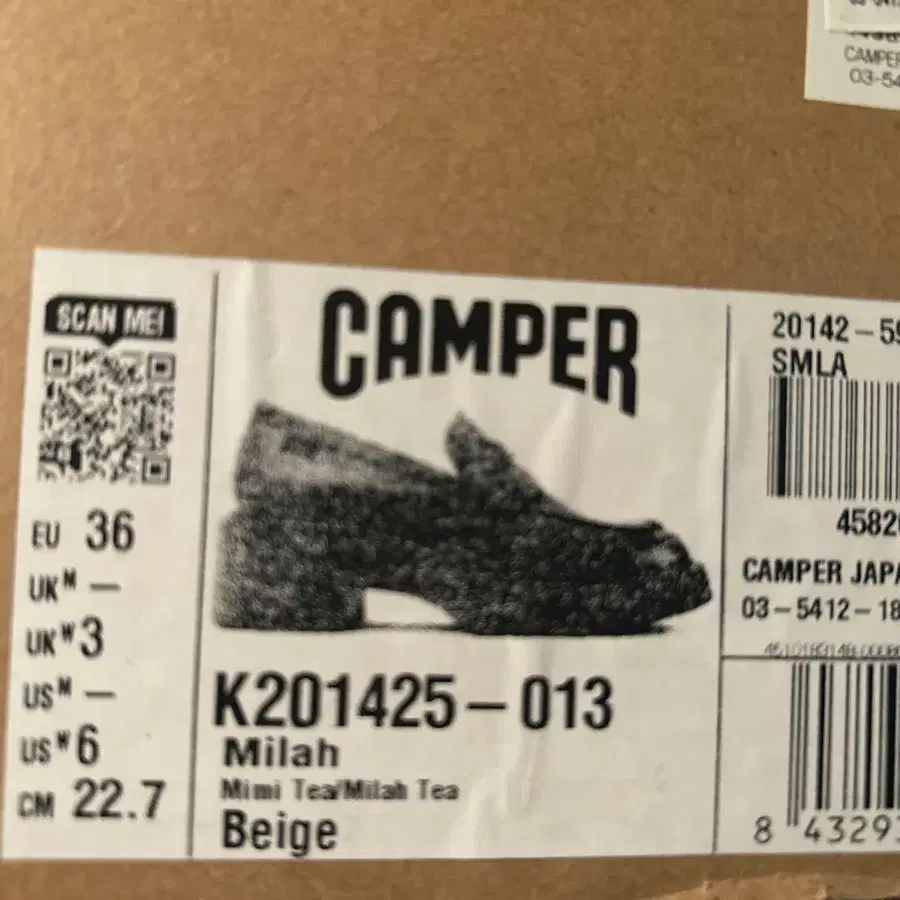 CAMPER
03-54
SCAN ME!
EU 36
UK M —
UK W 3
US M —
US W 6
CM 22.7
CAMPER
K201425-013
Milah
Mimi Tea/Milah Tea
Beige
20142-59
SMLA
4582
CAMPER JAPA
03-5412-18
8 43293